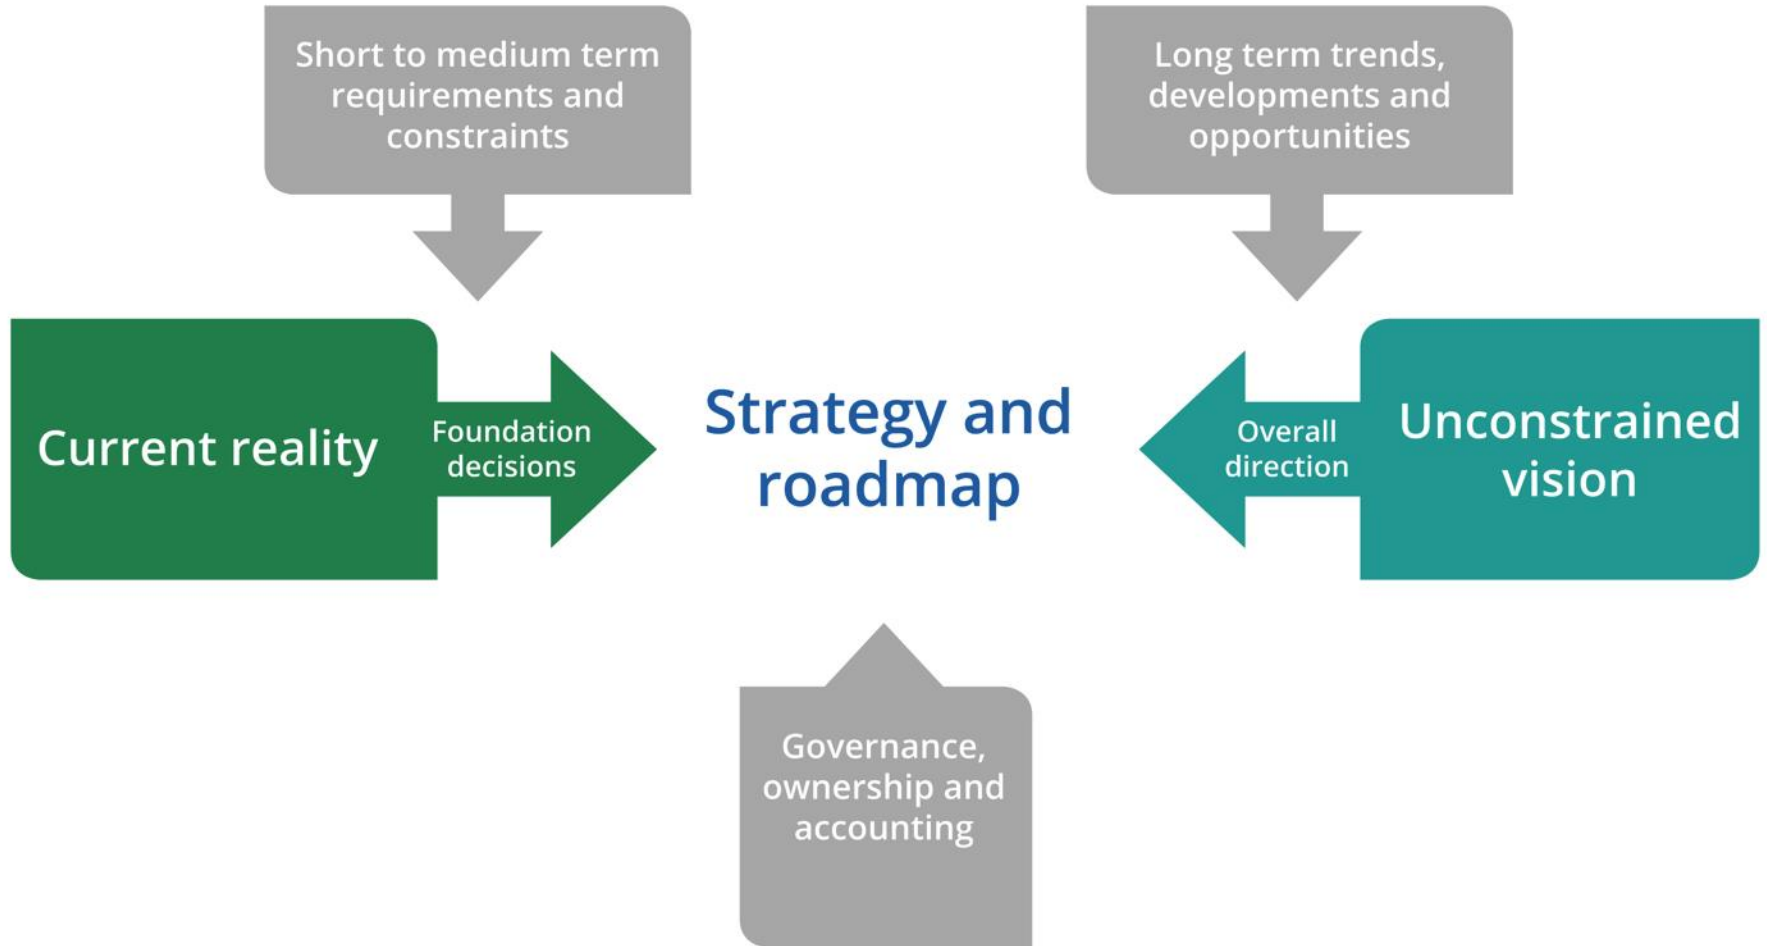 Short to medium term
requirements and
constraints
Long term trends,
developments and
opportunities
Current reality
Foundation
decisions
Strategy and
roadmap
Overall
direction
Unconstrained
vision
Governance,
ownership and
accounting